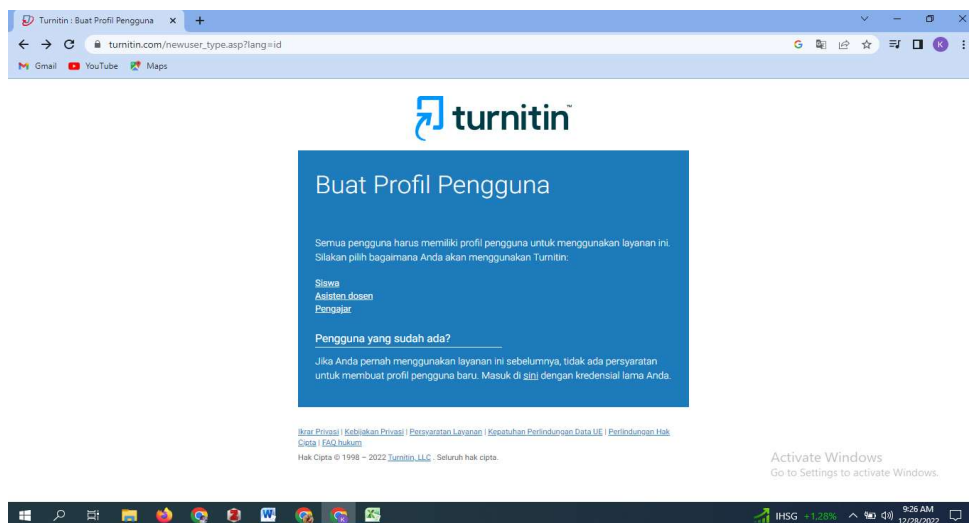 Turnitin : Buat Profil Pengguna
turnitin.com/newuser_type.asp?lang=id
K
Gmail YouTube Maps
turnitin
Buat Profil Pengguna
Semua pengguna harus memiliki profil pengguna untuk menggunakan layanan ini.
Silakan pilih bagaimana Anda akan menggunakan Turnitin:
Siswa
Asisten dosen
Pengajar
Pengguna yang sudah ada?
Jika Anda pernah menggunakan layanan ini sebelumnya, tidak ada persyaratan
untuk membuat profil pengguna baru. Masuk di sini dengan kredensial lama Anda.
Ikrar Privasi | Kebijakan Privasi | Persyaratan Layanan | Kepatuhan Perlindungan Data UE | Perlindungan Hak
Cipta | FAQ hukum
Hak Cipta © 1998 – 2022 Turnitin, LLC . Seluruh hak cipta.
Activate Windows
Go to Settings to activate Windows.
IHSG +1.28%
9:26 AM
12/28/2022